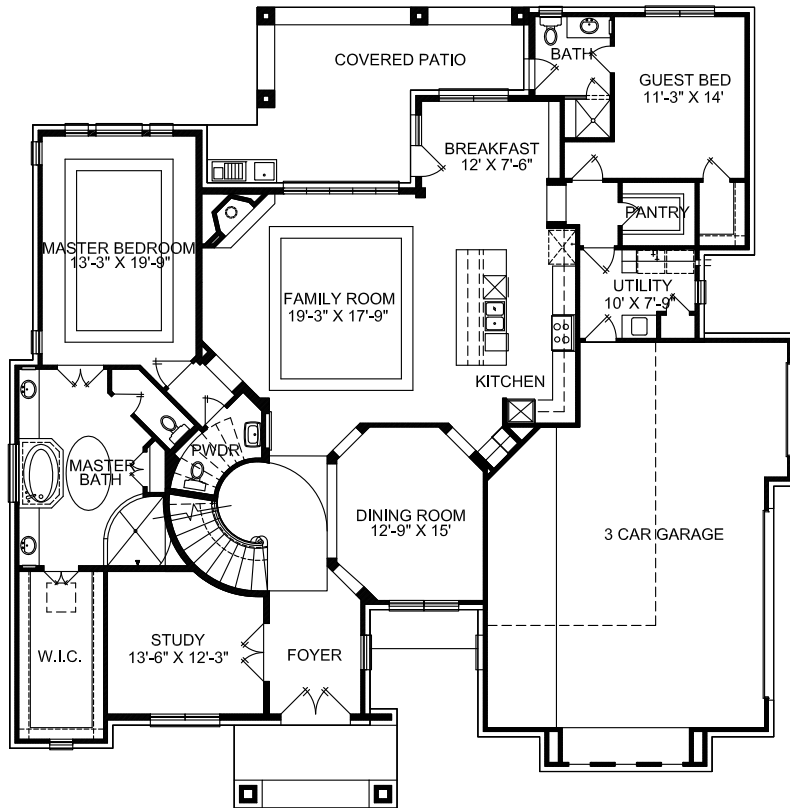 COVERED PATIO
BATH
GUEST BED
11'-3" X 14'
BREAKFAST
12' X 7'-6"
PANTRY
MASTER BEDROOM
13'-3" X 19'-9"
FAMILY ROOM
19'-3" X 17'-9"
UTILITY
10' X 7'-9"
KITCHEN
PWDR
MASTER
BATH
DINING ROOM
12'-9" X 15'
3 CAR GARAGE
STUDY
13'-6" X 12'-3"
W.I.C.
FOYER